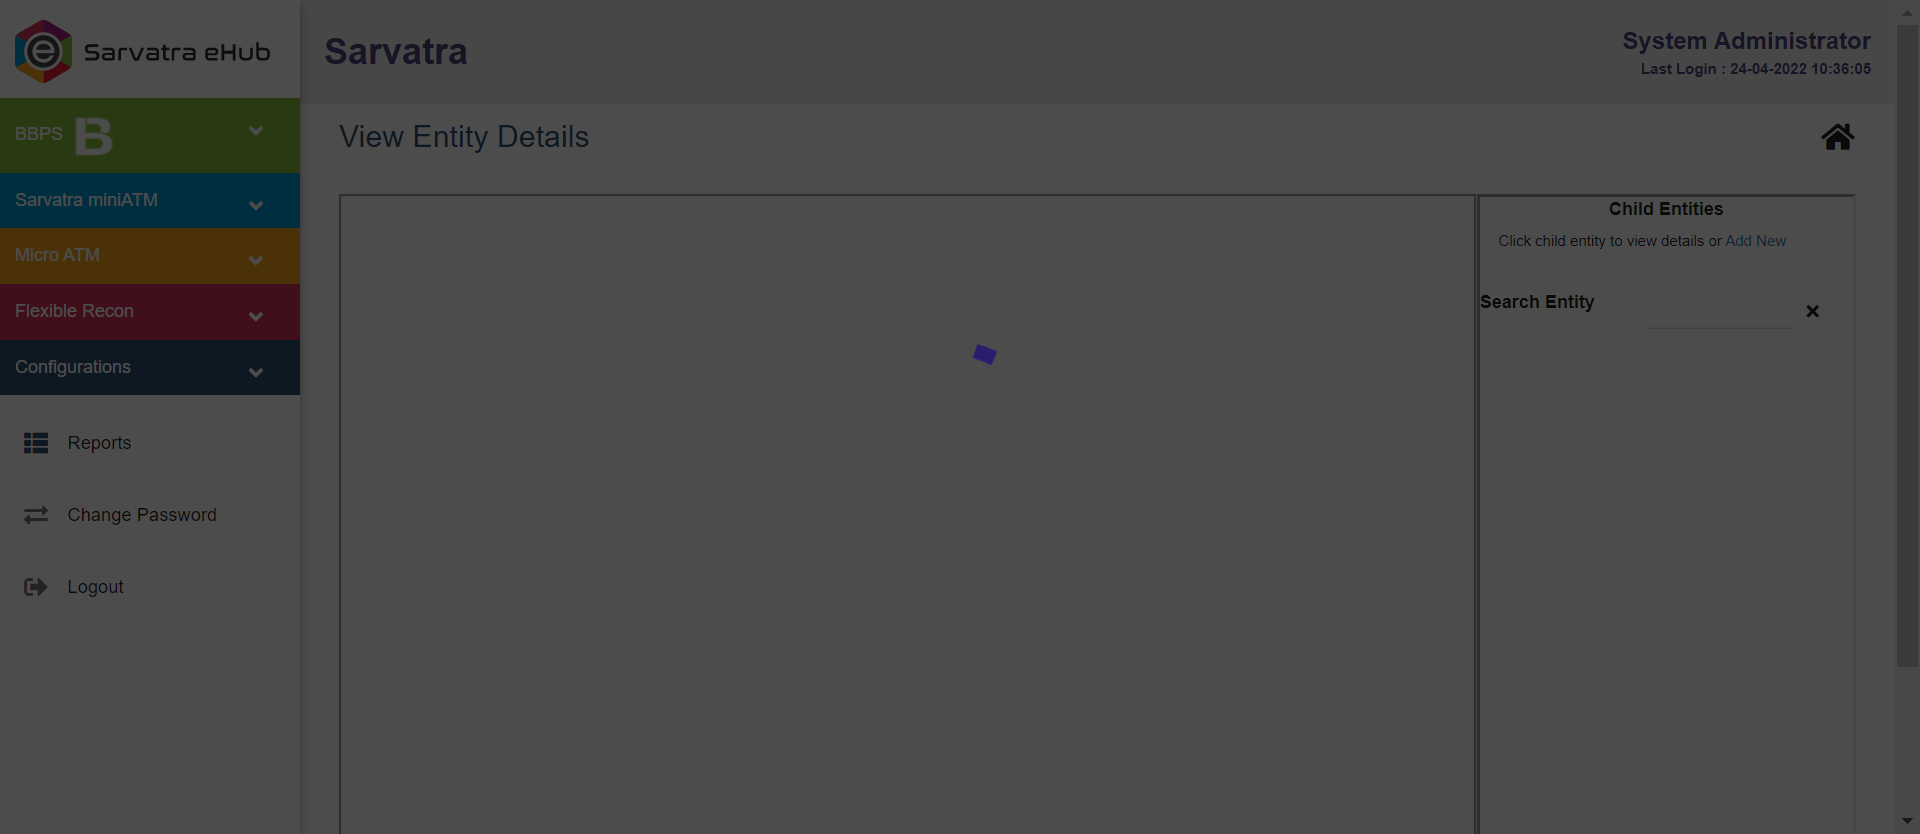 Sarvatra eHub
Sarvatra
System Administrator
Last Login : 24-04-2022 10:36:05
BBPS B
Sarvatra miniATM
Micro ATM
Flexible Recon
Configurations
Reports
Change Password
Logout
View Entity Details
Child Entities
Click child entity to view details or Add New
Search Entity